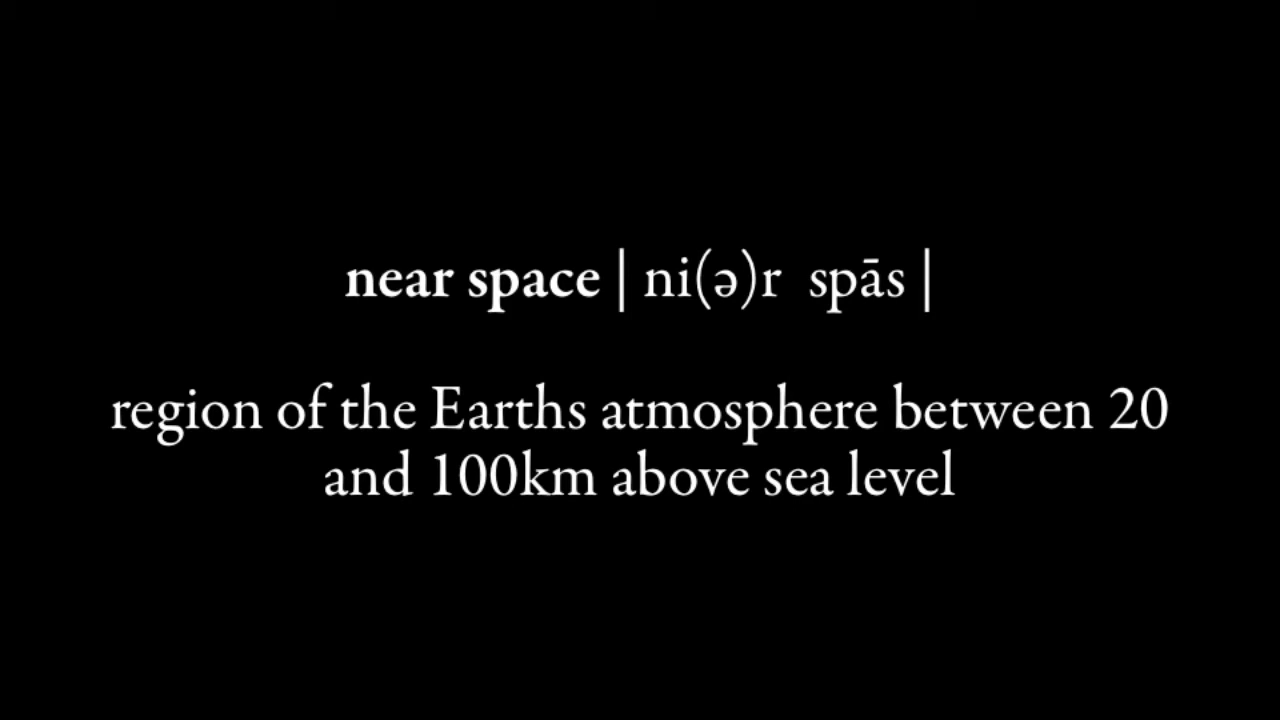 near space | ni(ə)r spās |
region of the Earths atmosphere between 20
and 100km above sea level